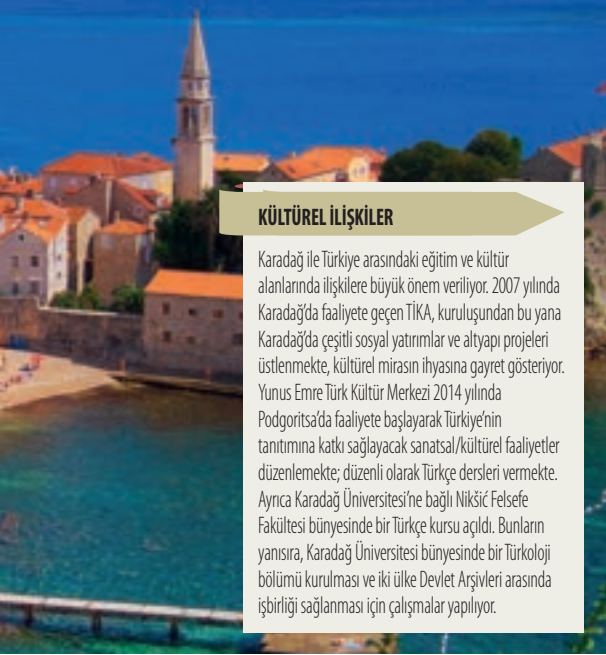 KÜLTÜREL İLİŞKİLER
Karadağ ile Türkiye arasındaki eğitim ve kültür
alanlarında ilişkilere büyük önem veriliyor. 2007 yılında
Karadağ’da faaliyete geçen TİKA, kuruluşundan bu yana
Karadağ’da çeşitli sosyal yatırımlar ve altyapı projeleri
üstlenmekte, kültürel mirasın ihyasına gayret gösteriyor.
Yunus Emre Türk Kültür Merkezi 2014 yılında
Podgoritsa’da faaliyete başlayarak Türkiye’nin
tanıtımına katkı sağlayacak sanatsal/kültürel faaliyetler
düzenlemekte; düzenli olarak Türkçe dersleri vermekte.
Ayrıca Karadağ Üniversitesi’ne bağlı Nikšić Felsefe
Fakültesi bünyesinde bir Türkçe kursu açıldı. Bunların
yanısıra, Karadağ Üniversitesi bünyesinde bir Türkoloji
bölümü kurulması ve iki ülke Devlet Arşivleri arasında
işbirliği sağlanması için çalışmalar yapılıyor.